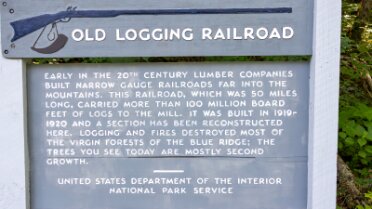 OLD LOGGING RAILROAD
EARLY IN THE 20TH CENTURY LUMBER COMPANIES
BUILT NARROW GAUGE RAILROADS FAR INTO THE
MOUNTAINS. THIS RAILROAD, WHICH WAS 50 MILES
LONG, CARRIED MORE THAN 100 MILLION BOARD
FEET OF LOGS TO THE MILL. IT WAS BUILT IN 1919-
1920 AND A SECTION HAS BEEN RECONSTRUCTED
HERE. LOGGING AND FIRES DESTROYED MOST OF
THE VIRGIN FORESTS OF THE BLUE RIDGE; THE
TREES YOU SEE TODAY ARE MOSTLY SECOND
GROWTH.
UNITED STATES DEPARTMENT OF THE INTERIOR
NATIONAL PARK SERVICE